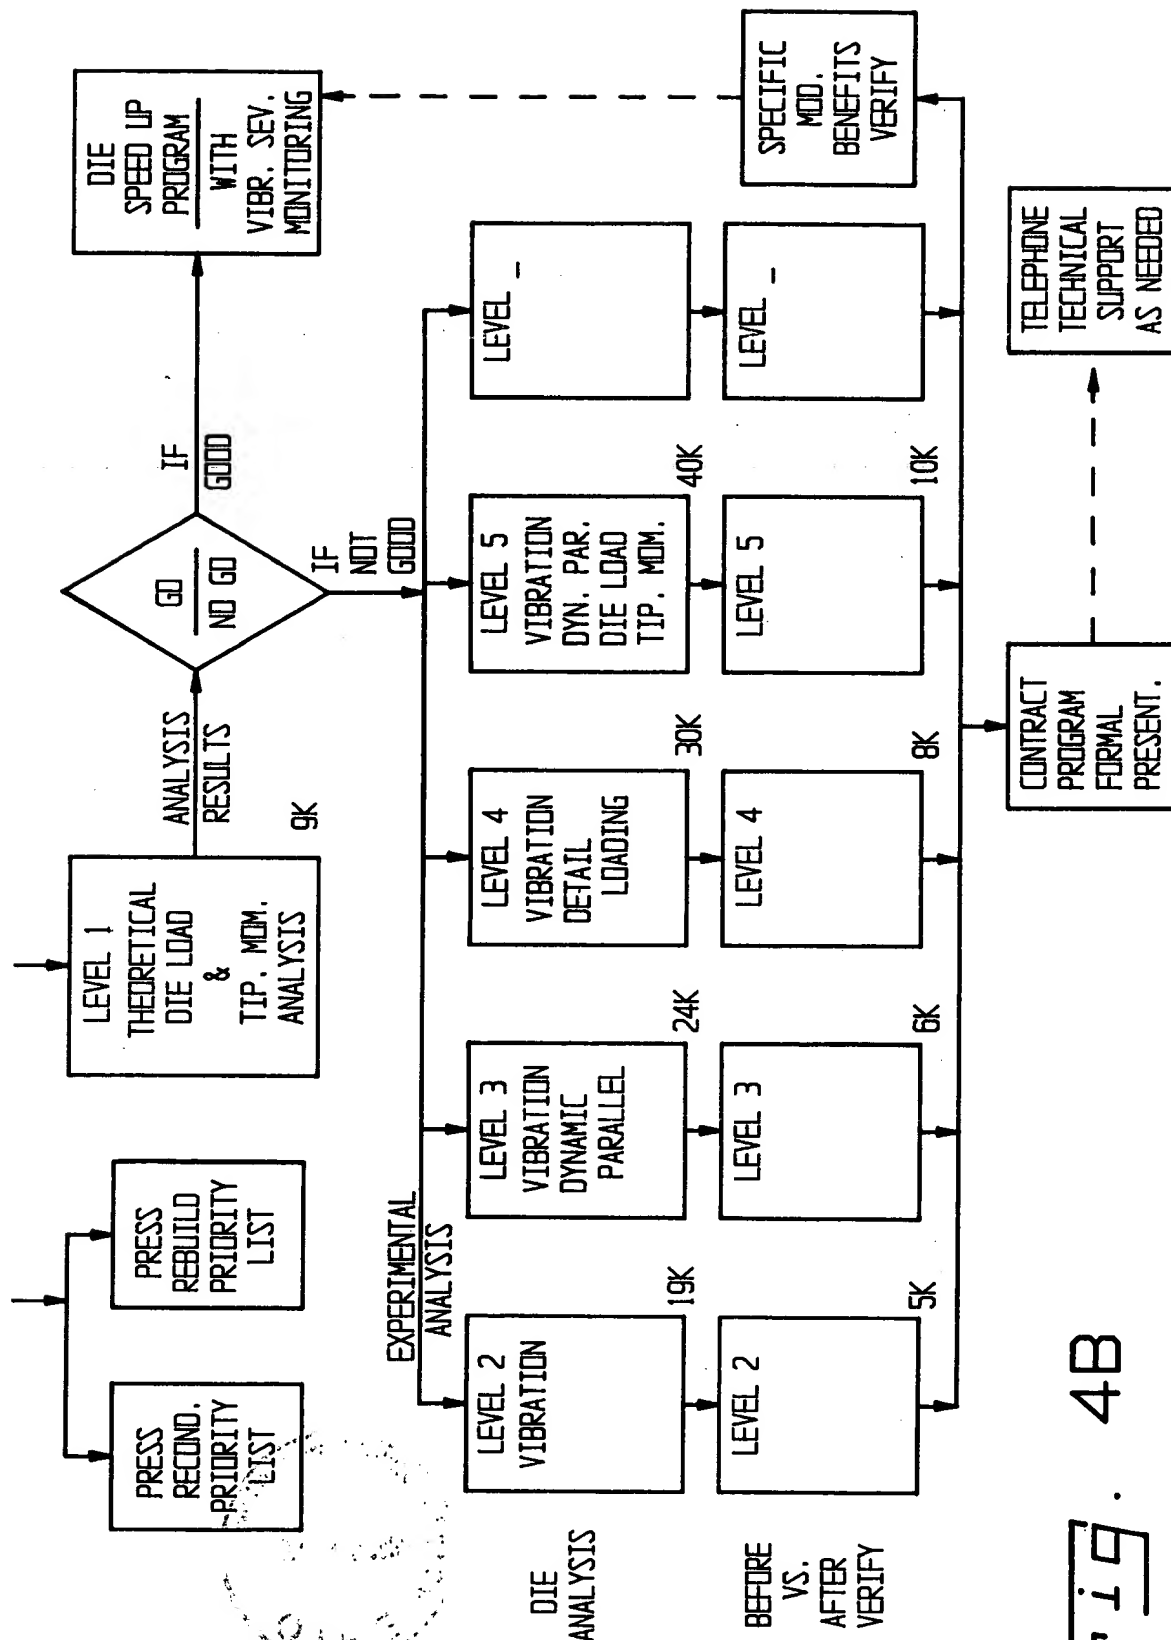 PRESS
RECOND.
PRIORITY
LIST
PRESS
REBUILD
PRIORITY
LIST
LEVEL 1
THEORETICAL
DIE LOAD
&
TIP. MOM.
ANALYSIS
9K
ANALYSIS
RESULTS
GO
NO GO
IF
GOOD
DIE
SPEED UP
PROGRAM
WITH
VIBR. SEV.
MONITORING
IF
NOT
GOOD
EXPERIMENTAL
ANALYSIS
DIE
ANALYSIS
LEVEL 2
VIBRATION
19K
LEVEL 3
VIBRATION
DYNAMIC
PARALLEL
24K
LEVEL 4
VIBRATION
DETAIL
LOADING
30K
LEVEL 5
VIBRATION
DYN. PAR.
DIE LOAD
TIP. MOM.
40K
LEVEL _
BEFORE
VS.
AFTER
VERIFY
LEVEL 2
5K
LEVEL 3
6K
LEVEL 4
8K
LEVEL 5
10K
LEVEL _
SPECIFIC
MOD.
BENEFITS
VERIFY
CONTRACT
PROGRAM
FORMAL
PRESENT.
TELEPHONE
TECHNICAL
SUPPORT
AS NEEDED
Fig. 4B